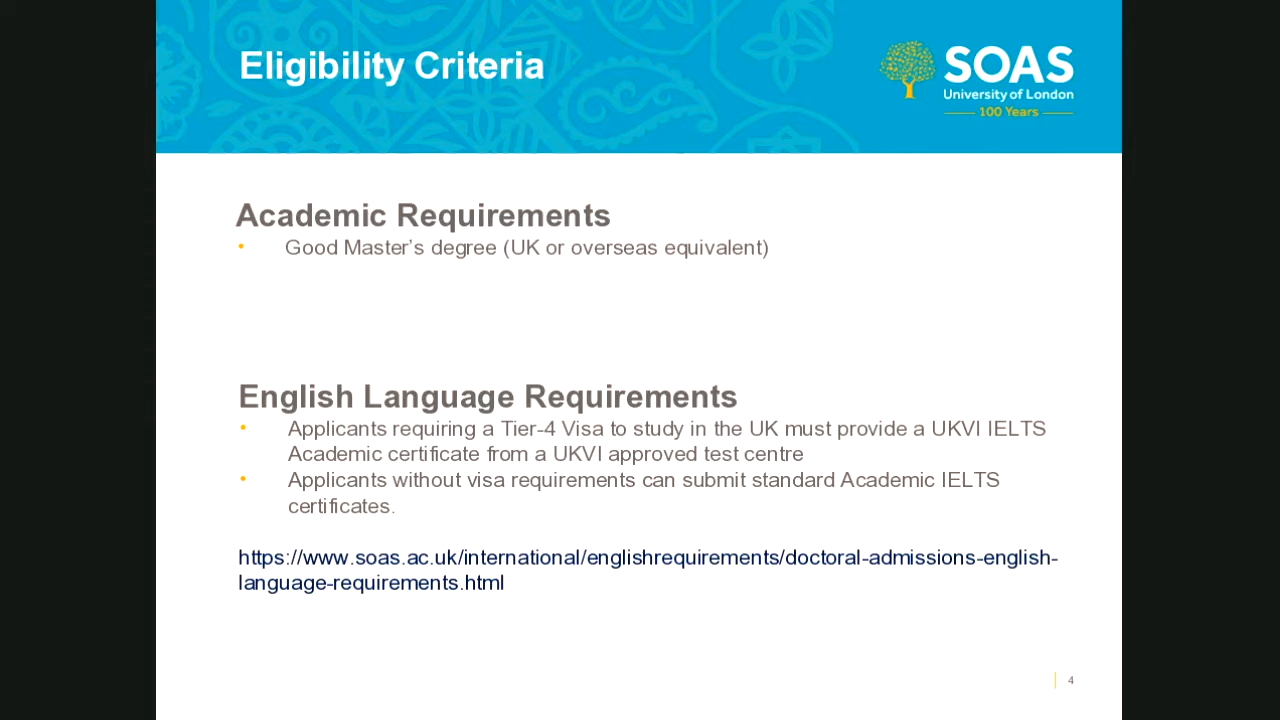 Eligibility Criteria
SOAS
University of London
100 Years
Academic Requirements
• Good Master’s degree (UK or overseas equivalent)
English Language Requirements
• Applicants requiring a Tier-4 Visa to study in the UK must provide a UKVI IELTS
Academic certificate from a UKVI approved test centre
• Applicants without visa requirements can submit standard Academic IELTS
certificates.
https://www.soas.ac.uk/international/englishrequirements/doctoral-admissions-english-
language-requirements.html
4